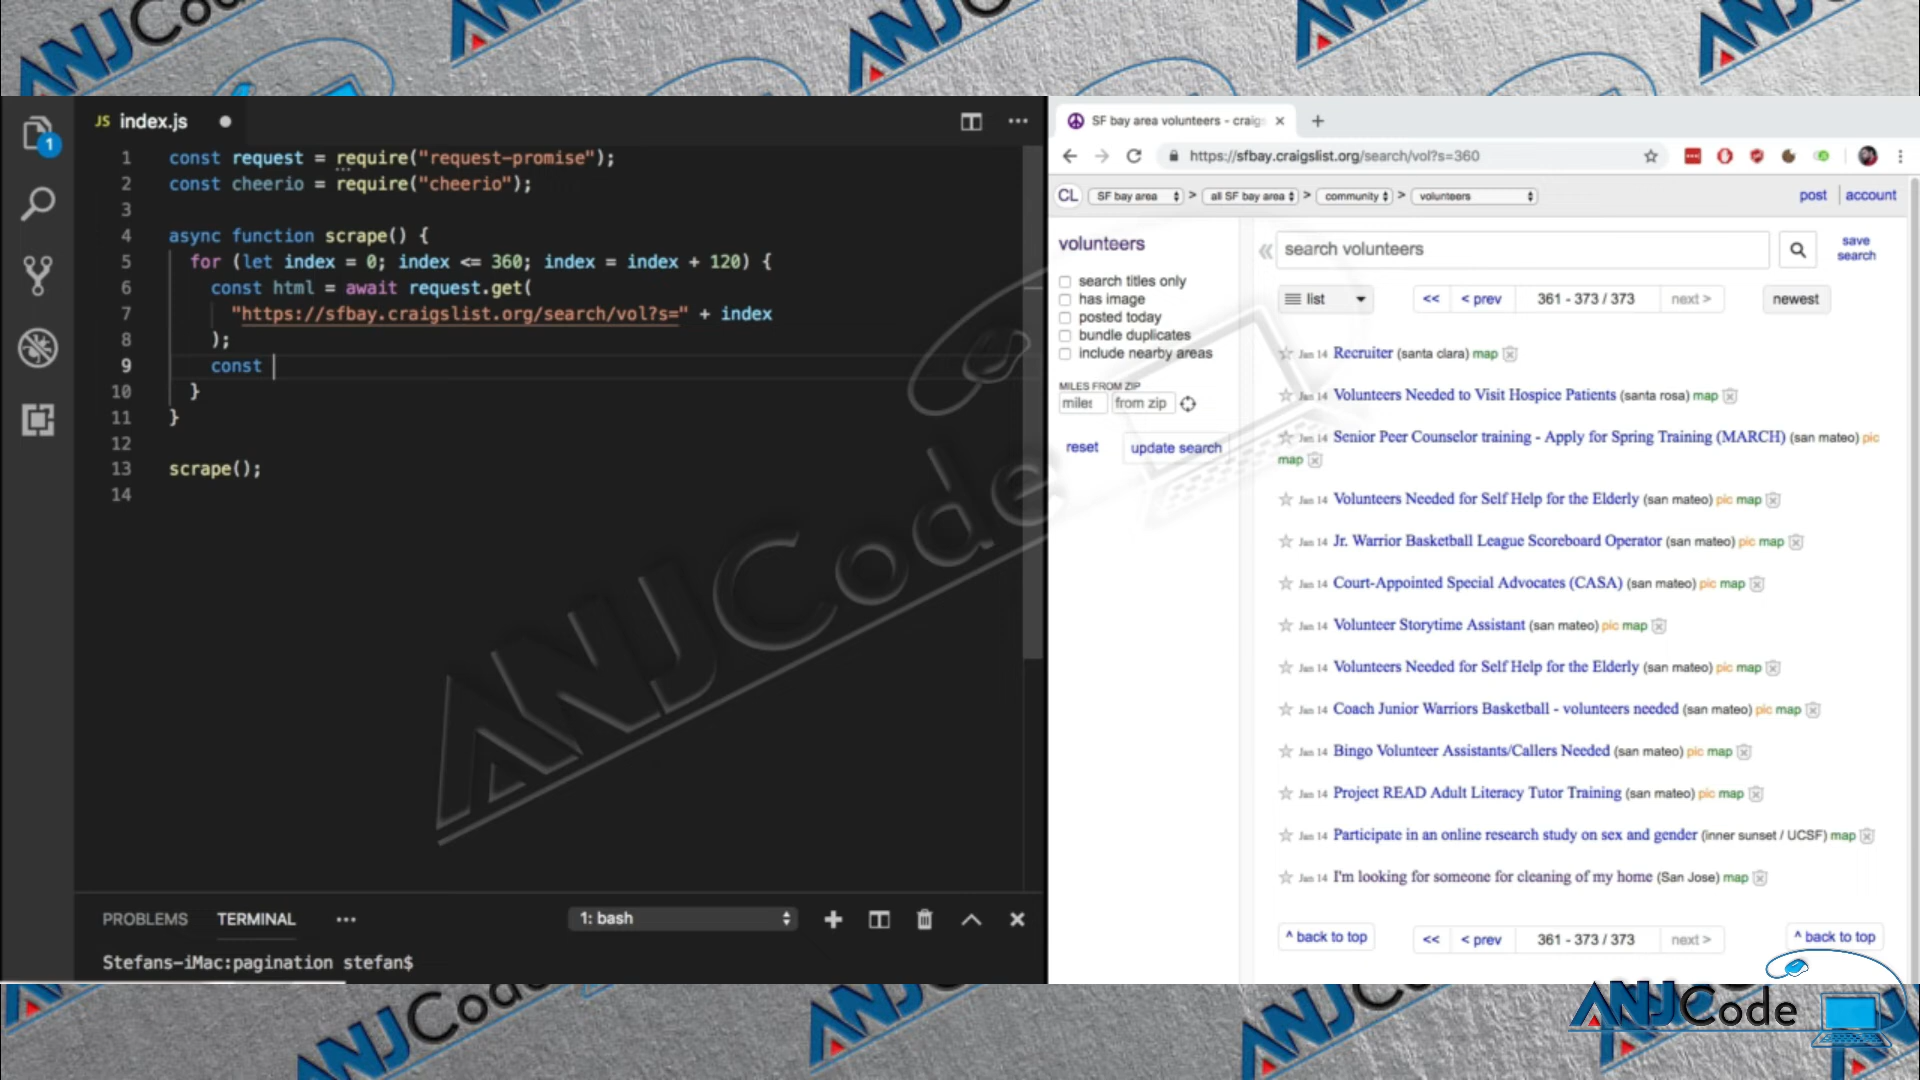 ANJCode
JS index.js
1 const request = require("request-promise");
2 const cheerio = require("cheerio");
3
4 async function scrape() {
5 for (let index = 0; index <= 360; index = index + 120) {
6 const html = await request.get(
7 "https://sfbay.craigslist.org/search/vol?s=" + index
8 );
9 const
10 }
11 }
12
13 scrape();
14
1
ANJCode
PROBLEMS TERMINAL ...
1: bash
Stefans-iMac:pagination stefan$
SF bay area volunteers - craigs
https://sfbay.craigslist.org/search/vol?s=360
CL SF bay area > all SF bay area > community > volunteers
post account
volunteers
search titles only
has image
posted today
bundle duplicates
include nearby areas
MILES FROM ZIP
miles from zip
reset update search
« search volunteers
save search
list << < prev 361 - 373 / 373 next > newest
Jan 14 Recruiter (santa clara) map
Jan 14 Volunteers Needed to Visit Hospice Patients (santa rosa) map
Jan 14 Senior Peer Counselor training - Apply for Spring Training (MARCH) (san mateo) pic
map
Jan 14 Volunteers Needed for Self Help for the Elderly (san mateo) pic map
Jan 14 Jr. Warrior Basketball League Scoreboard Operator (san mateo) pic map
Jan 14 Court-Appointed Special Advocates (CASA) (san mateo) pic map
Jan 14 Volunteer Storytime Assistant (san mateo) pic map
Jan 14 Volunteers Needed for Self Help for the Elderly (san mateo) pic map
Jan 14 Coach Junior Warriors Basketball - volunteers needed (san mateo) pic map
Jan 14 Bingo Volunteer Assistants/Callers Needed (san mateo) pic map
Jan 14 Project READ Adult Literacy Tutor Training (san mateo) pic map
Jan 14 Participate in an online research study on sex and gender (inner sunset / UCSF) map
Jan 14 I'm looking for someone for cleaning of my home (San Jose) map
^ back to top << < prev 361 - 373 / 373 next > ^ back to top
ANJCode